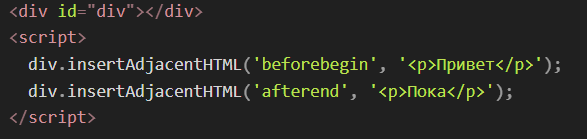 <div id="div"></div>
<script>
  div.insertAdjacentHTML('beforebegin', '<p>Привет</p>');
  div.insertAdjacentHTML('afterend', '<p>Пока</p>');
</script>